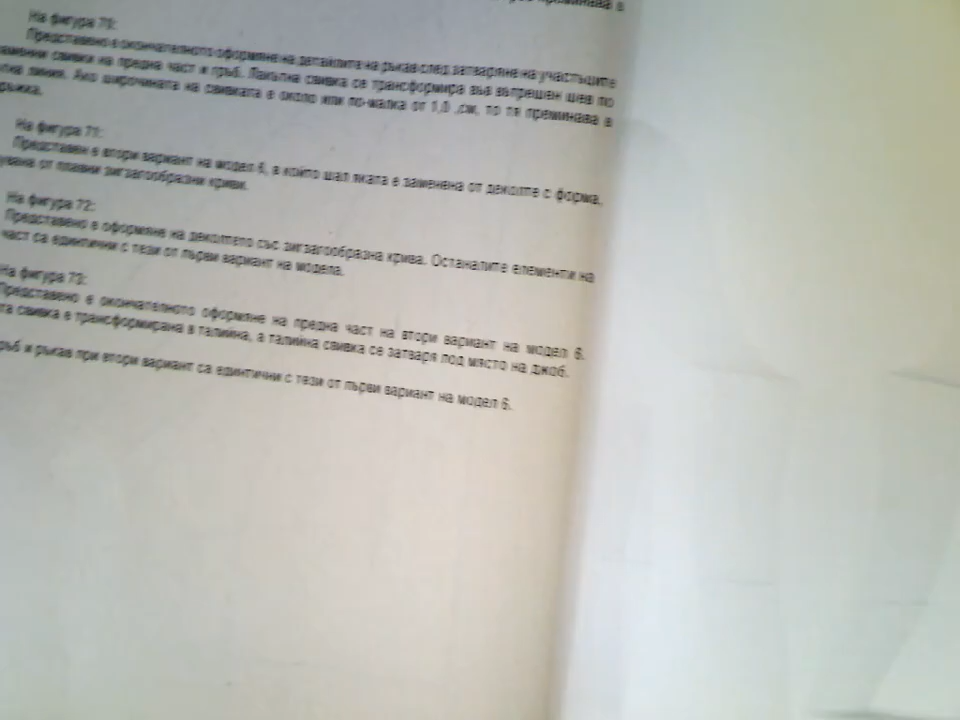 преминава в
На фигура 70:
Представено е окончателното оформяне на детайлите на ръкав след затваряне на участъците
свивки на предна част и гръб. Лакътна свивка се трансформира във вътрешен шев по
линия. Ако широчината на свивката е около или по-малка от 1,0 ,см, то тя преминава в
На фигура 71:
Представен е втори вариант на модел 6, в който шал яката е заменена от деколте с форма,
от плавни зигзагообразни криви.
На фигура 72:
Представено е оформяне на деколтето със зигзагообразна крива. Останалите елементи на
част са единтични с тези от първи вариант на модела.
На фигура 73:
Представено е окончателното оформяне на предна част на втори вариант на модел 6.
свивка е трансформирана в талийна, а талийна свивка се затваря под място на джоб.
и ръкав при втори вариант са единтични с тези от първи вариант на модел 6.